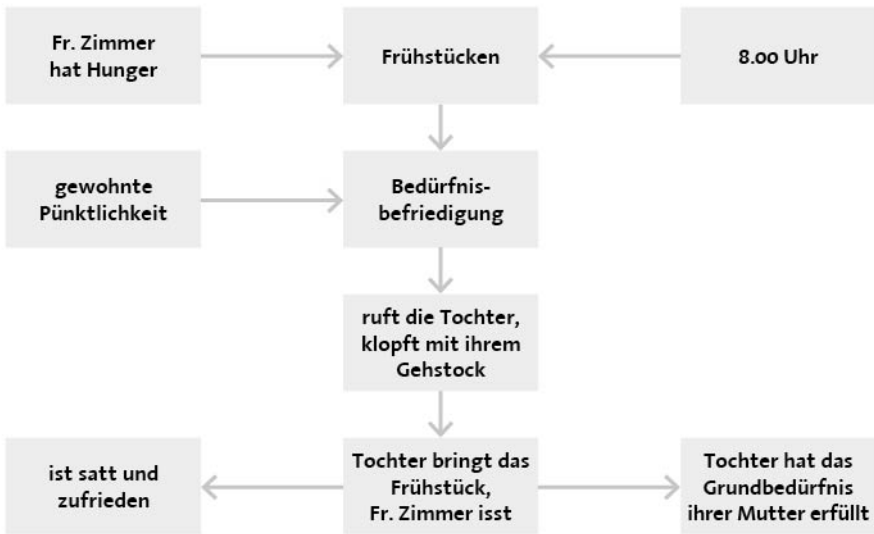 Fr. Zimmer
hat Hunger
Frühstücken
8.00 Uhr
gewohnte
Pünktlichkeit
Bedürfnis-
befriedigung
ruft die Tochter,
klopft mit ihrem
Gehstock
ist satt und
zufrieden
Tochter bringt das
Frühstück,
Fr. Zimmer isst
Tochter hat das
Grundbedürfnis
ihrer Mutter erfüllt